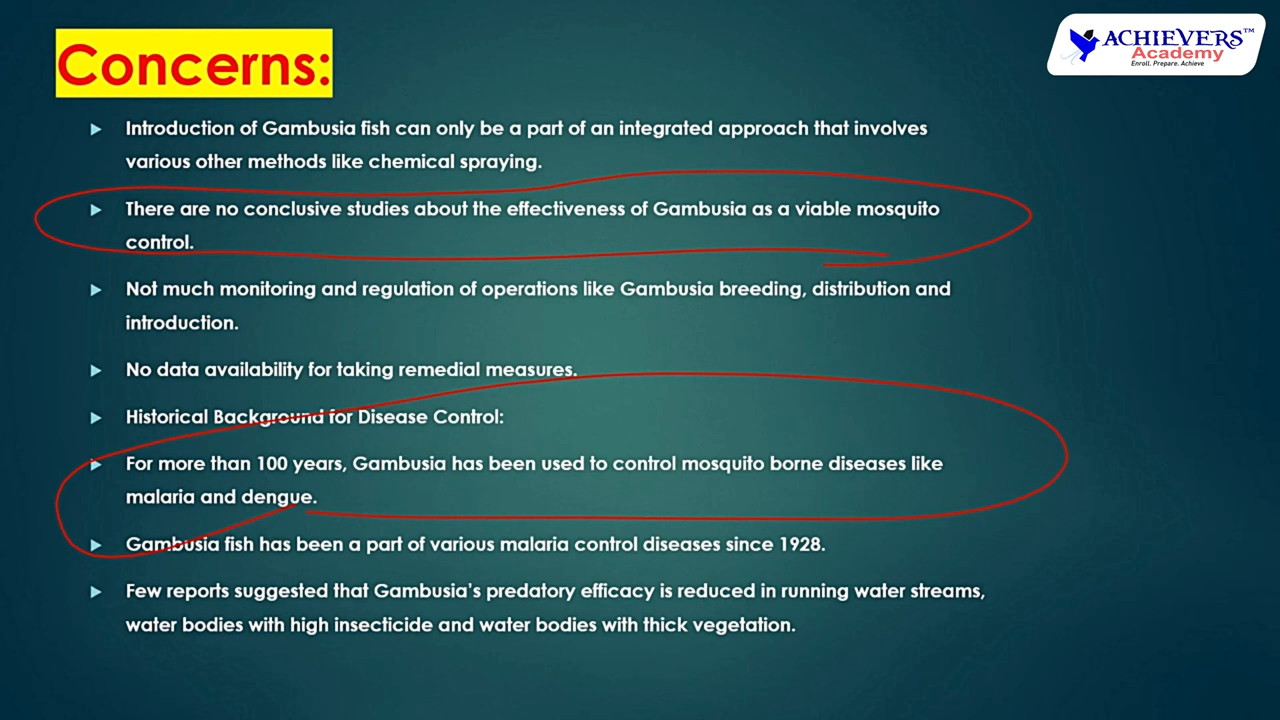 Concerns:
ACHIEVERS™
Academy
Enroll. Prepare. Achieve
Introduction of Gambusia fish can only be a part of an integrated approach that involves
various other methods like chemical spraying.
There are no conclusive studies about the effectiveness of Gambusia as a viable mosquito
control.
Not much monitoring and regulation of operations like Gambusia breeding, distribution and
introduction.
No data availability for taking remedial measures.
Historical Background for Disease Control:
For more than 100 years, Gambusia has been used to control mosquito borne diseases like
malaria and dengue.
Gambusia fish has been a part of various malaria control diseases since 1928.
Few reports suggested that Gambusia's predatory efficacy is reduced in running water streams,
water bodies with high insecticide and water bodies with thick vegetation.